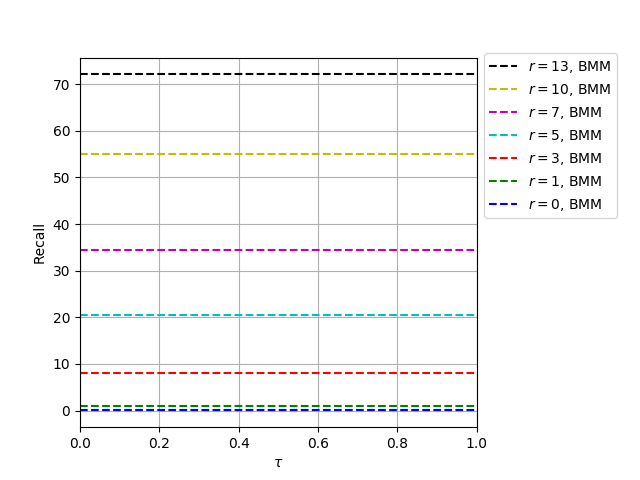 r = 13, BMM
r = 10, BMM
r = 7, BMM
r = 5, BMM
r = 3, BMM
r = 1, BMM
r = 0, BMM
Recall
70
60
50
40
30
20
10
0
0.0 0.2 0.4 0.6 0.8 1.0
τ